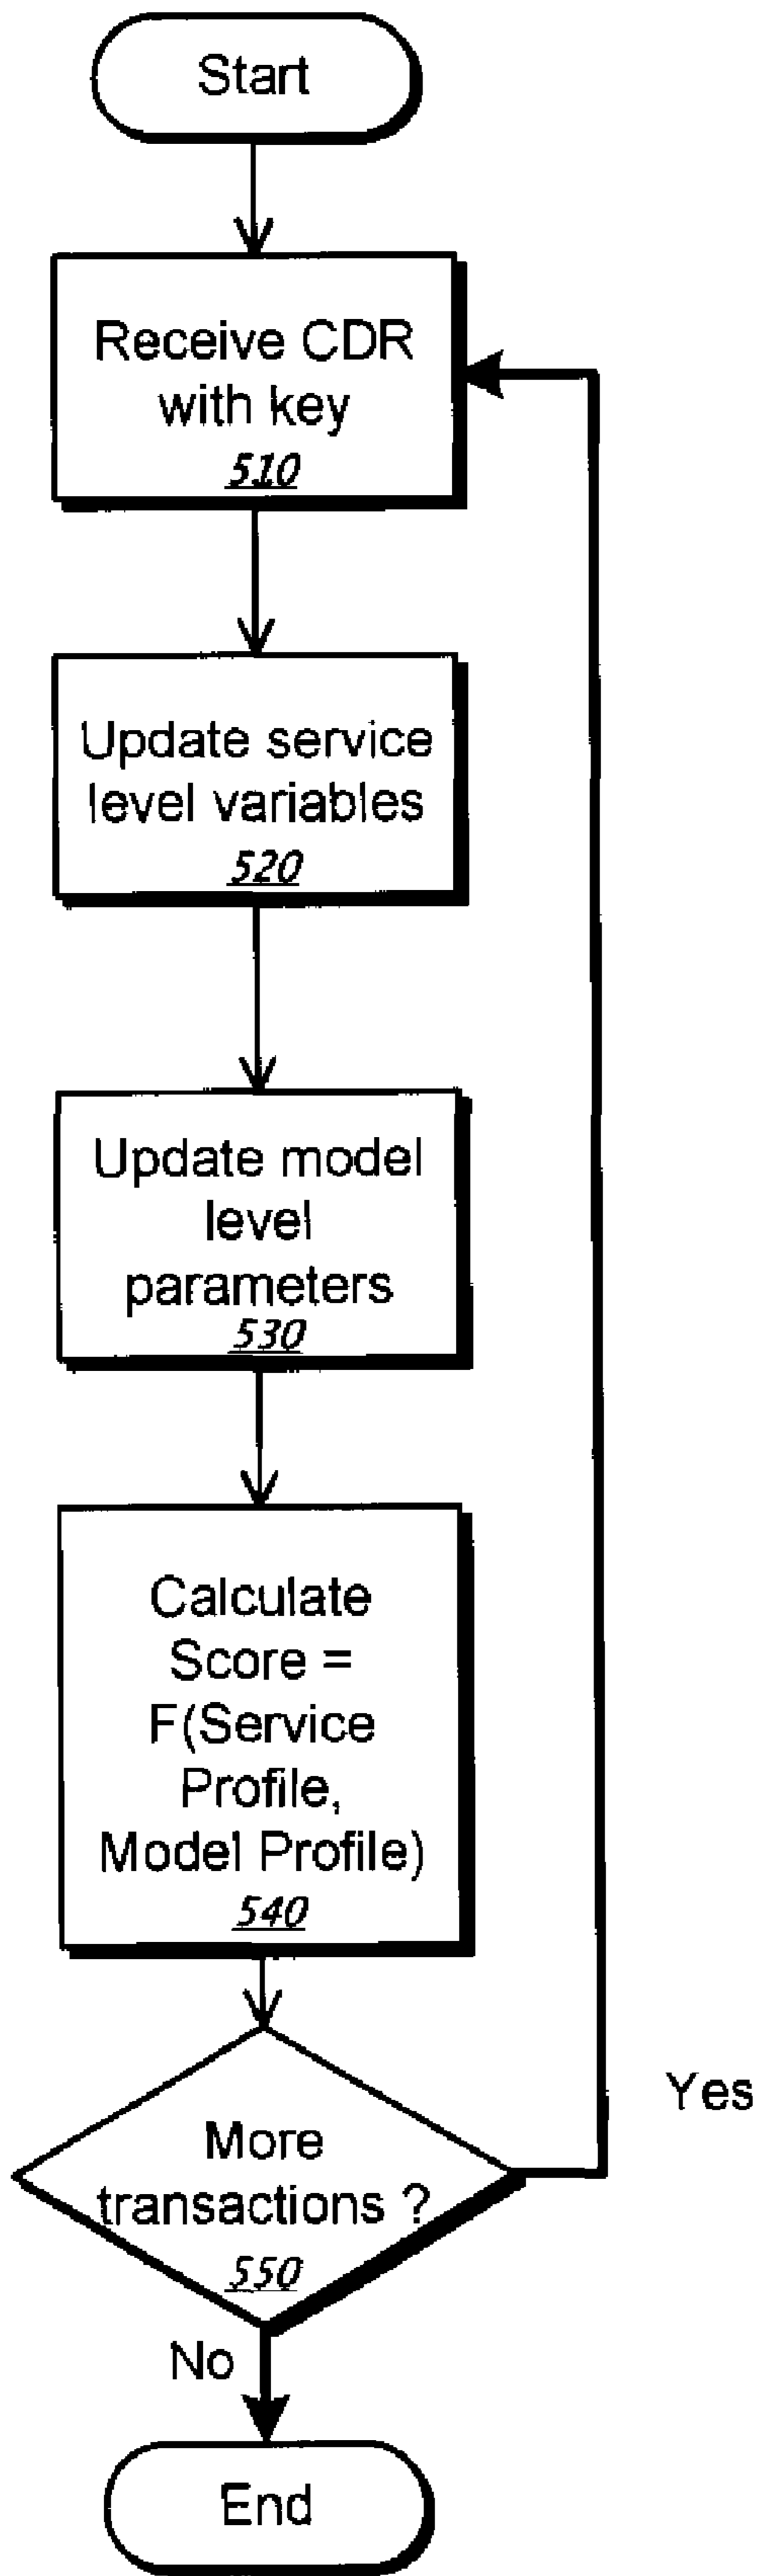 Start
Receive CDR
with key
510
Update service
level variables
520
Update model
level
parameters
530
Calculate
Score =
F(Service
Profile,
Model Profile)
540
More
transactions ?
550
Yes
No
End